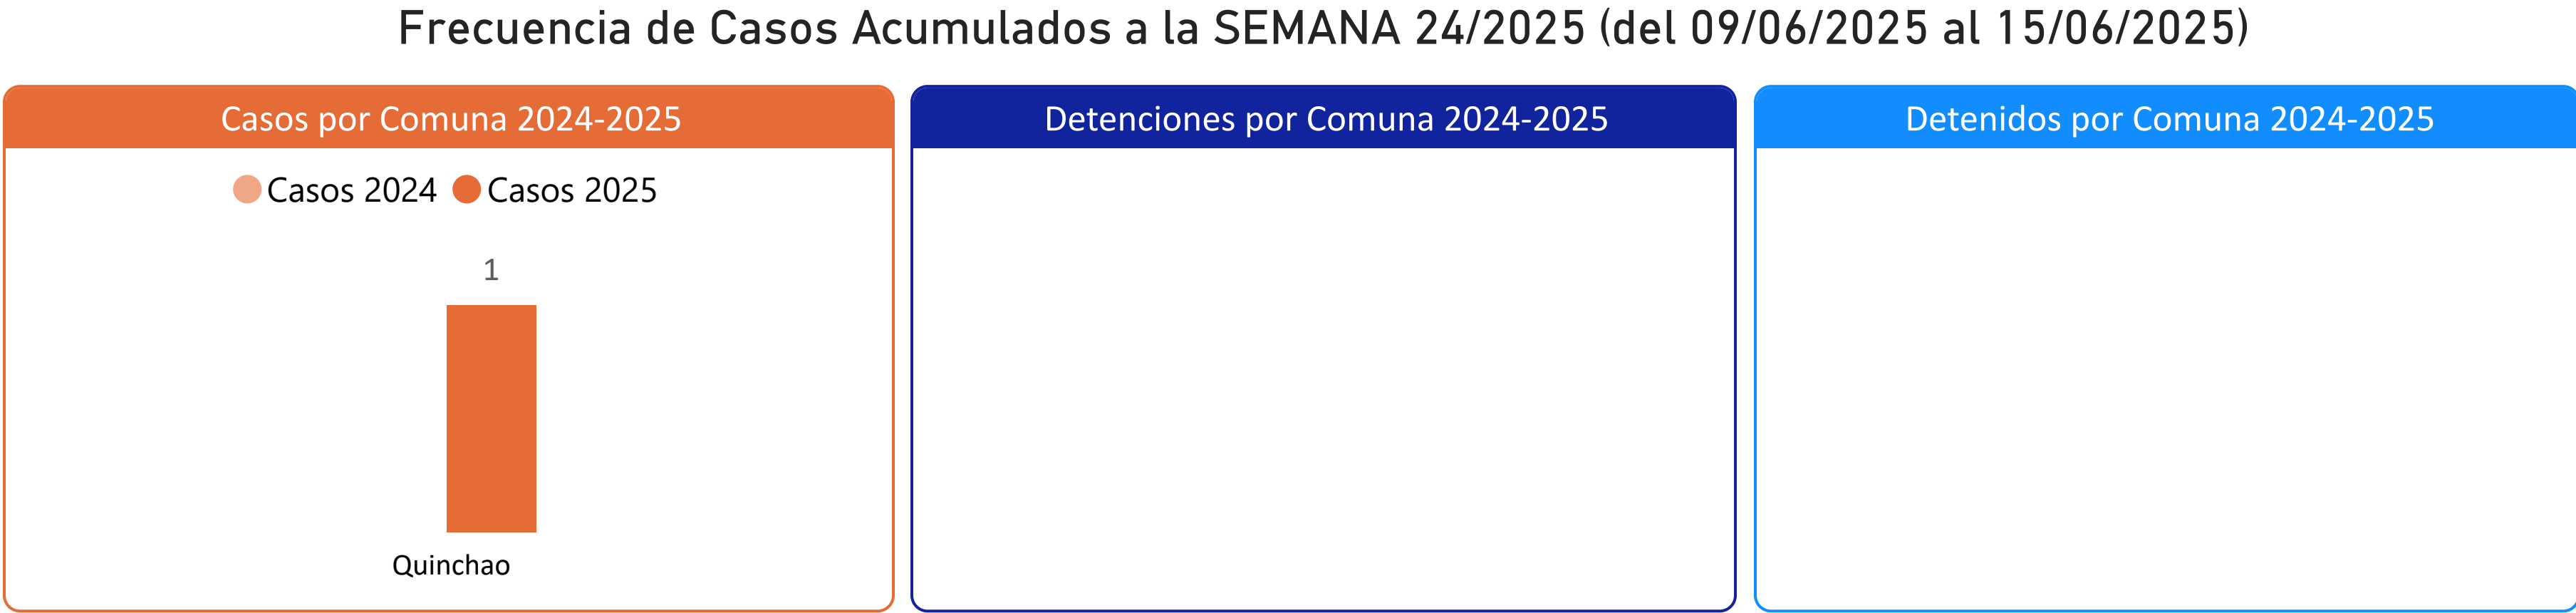 Frecuencia de Casos Acumulados a la SEMANA 24/2025 (del 09/06/2025 al 15/06/2025)
Casos por Comuna 2024-2025
Casos 2024 Casos 2025
1
Quinchao
Detenciones por Comuna 2024-2025
Detenidos por Comuna 2024-2025